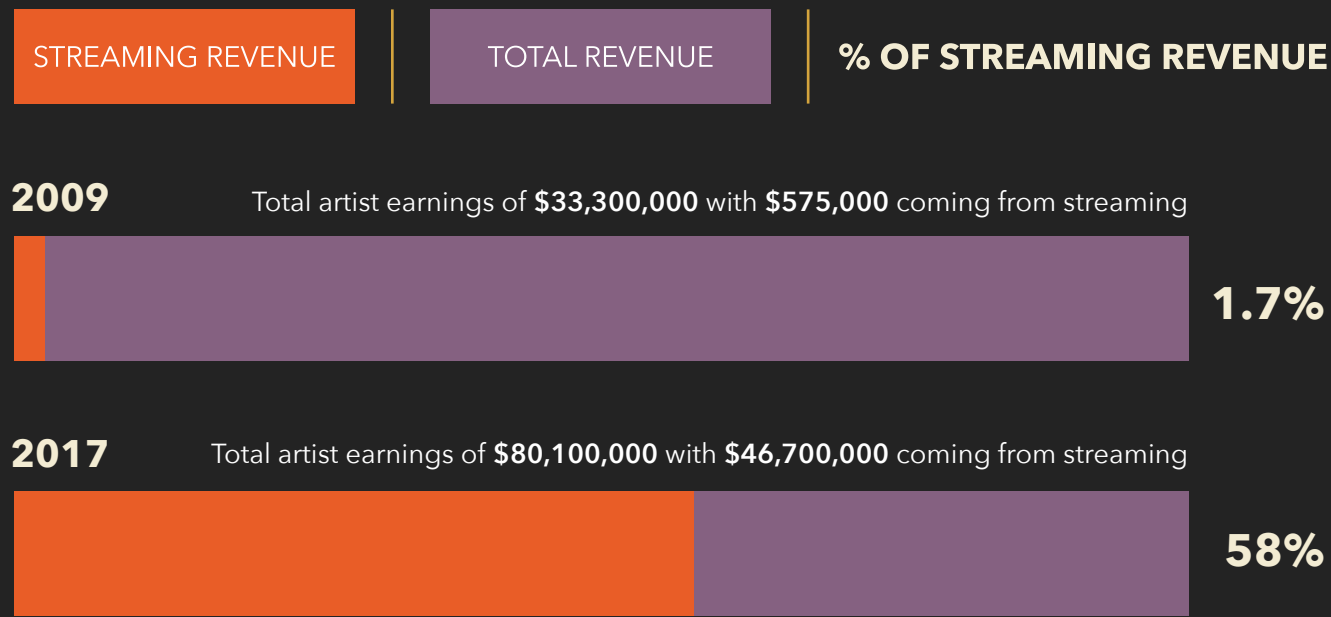 STREAMING REVENUE
TOTAL REVENUE
% OF STREAMING REVENUE
2009
Total artist earnings of $33,300,000 with $575,000 coming from streaming
1.7%
2017
Total artist earnings of $80,100,000 with $46,700,000 coming from streaming
58%